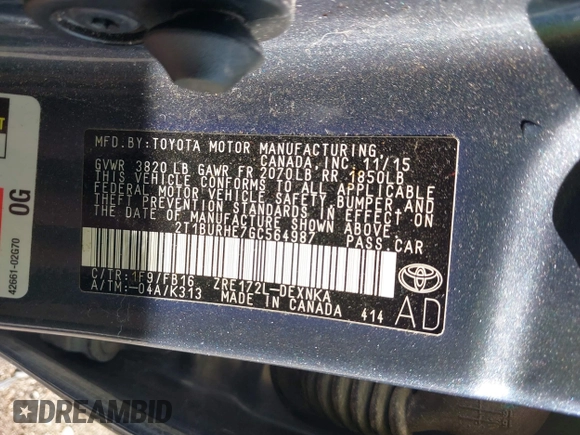 MFD.BY:TOYOTA MOTOR MANUFACTURING
CANADA, INC. 11/15
GVWR 3820 LB GAWR FR 2070LB RR 1850LB
THIS VEHICLE CONFORMS TO ALL APPLICABLE
FEDERAL MOTOR VEHICLE SAFETY BUMPER AND
THEFT PREVENTION STANDARDS IN EFFECT ON
THE DATE OF MANUFACTURE SHOWN ABOVE.
2T1BURHE7GC564987 PASS CAR
C/TR:1F9/FB16 ZRE172L-DEXNKA
A/TM:-04A/K313 MADE IN CANADA 414
TOYOTA
AD
0G
42661-02G70
DREAMBID